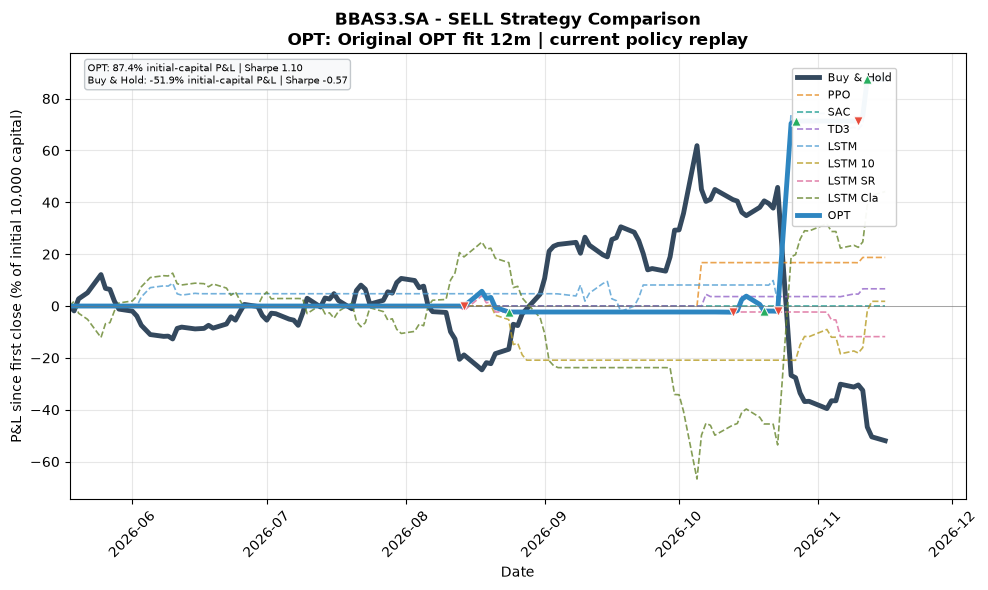 BBAS3.SA - SELL Strategy Comparison
OPT: Original OPT fit 12m | current policy replay
OPT: 87.4% initial-capital P&L | Sharpe 1.10
Buy & Hold: -51.9% initial-capital P&L | Sharpe -0.57
Buy & Hold
PPO
SAC
TD3
LSTM
LSTM 10
LSTM SR
LSTM Cla
OPT
P&L since first close (% of initial 10,000 capital)
80
60
40
20
0
−20
−40
−60
2026-06
2026-07
2026-08
2026-09
2026-10
2026-11
2026-12
Date